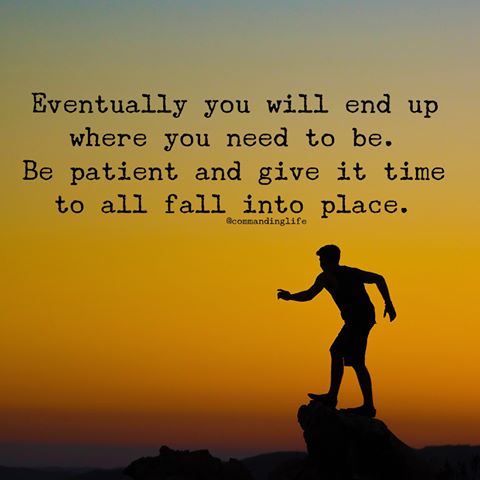 Eventually you will end up
where you need to be.
Be patient and give it time
to all fall into place.
@commandinglife